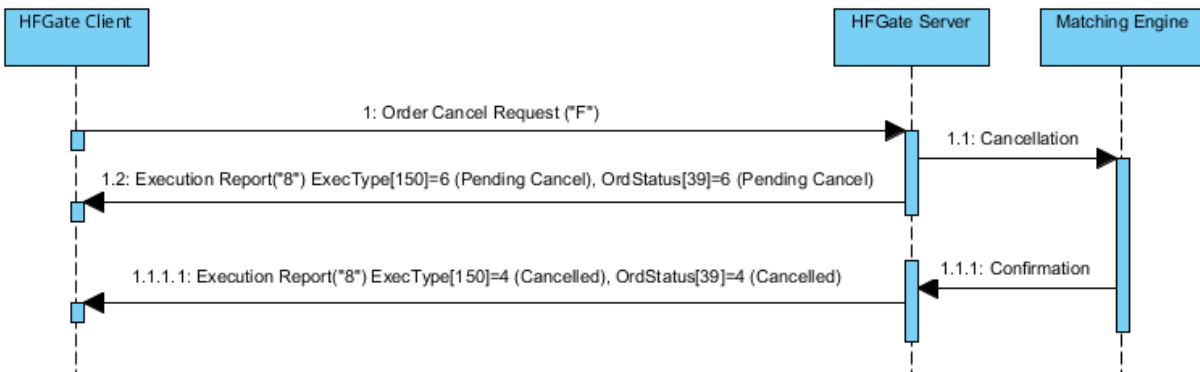 HFGate Client
HFGate Server
Matching Engine
1: Order Cancel Request ("F")
1.1: Cancellation
1.2: Execution Report("8") ExecType[150]=6 (Pending Cancel), OrdStatus[39]=6 (Pending Cancel)
1.1.1: Confirmation
1.1.1.1: Execution Report("8") ExecType[150]=4 (Cancelled), OrdStatus[39]=4 (Cancelled)